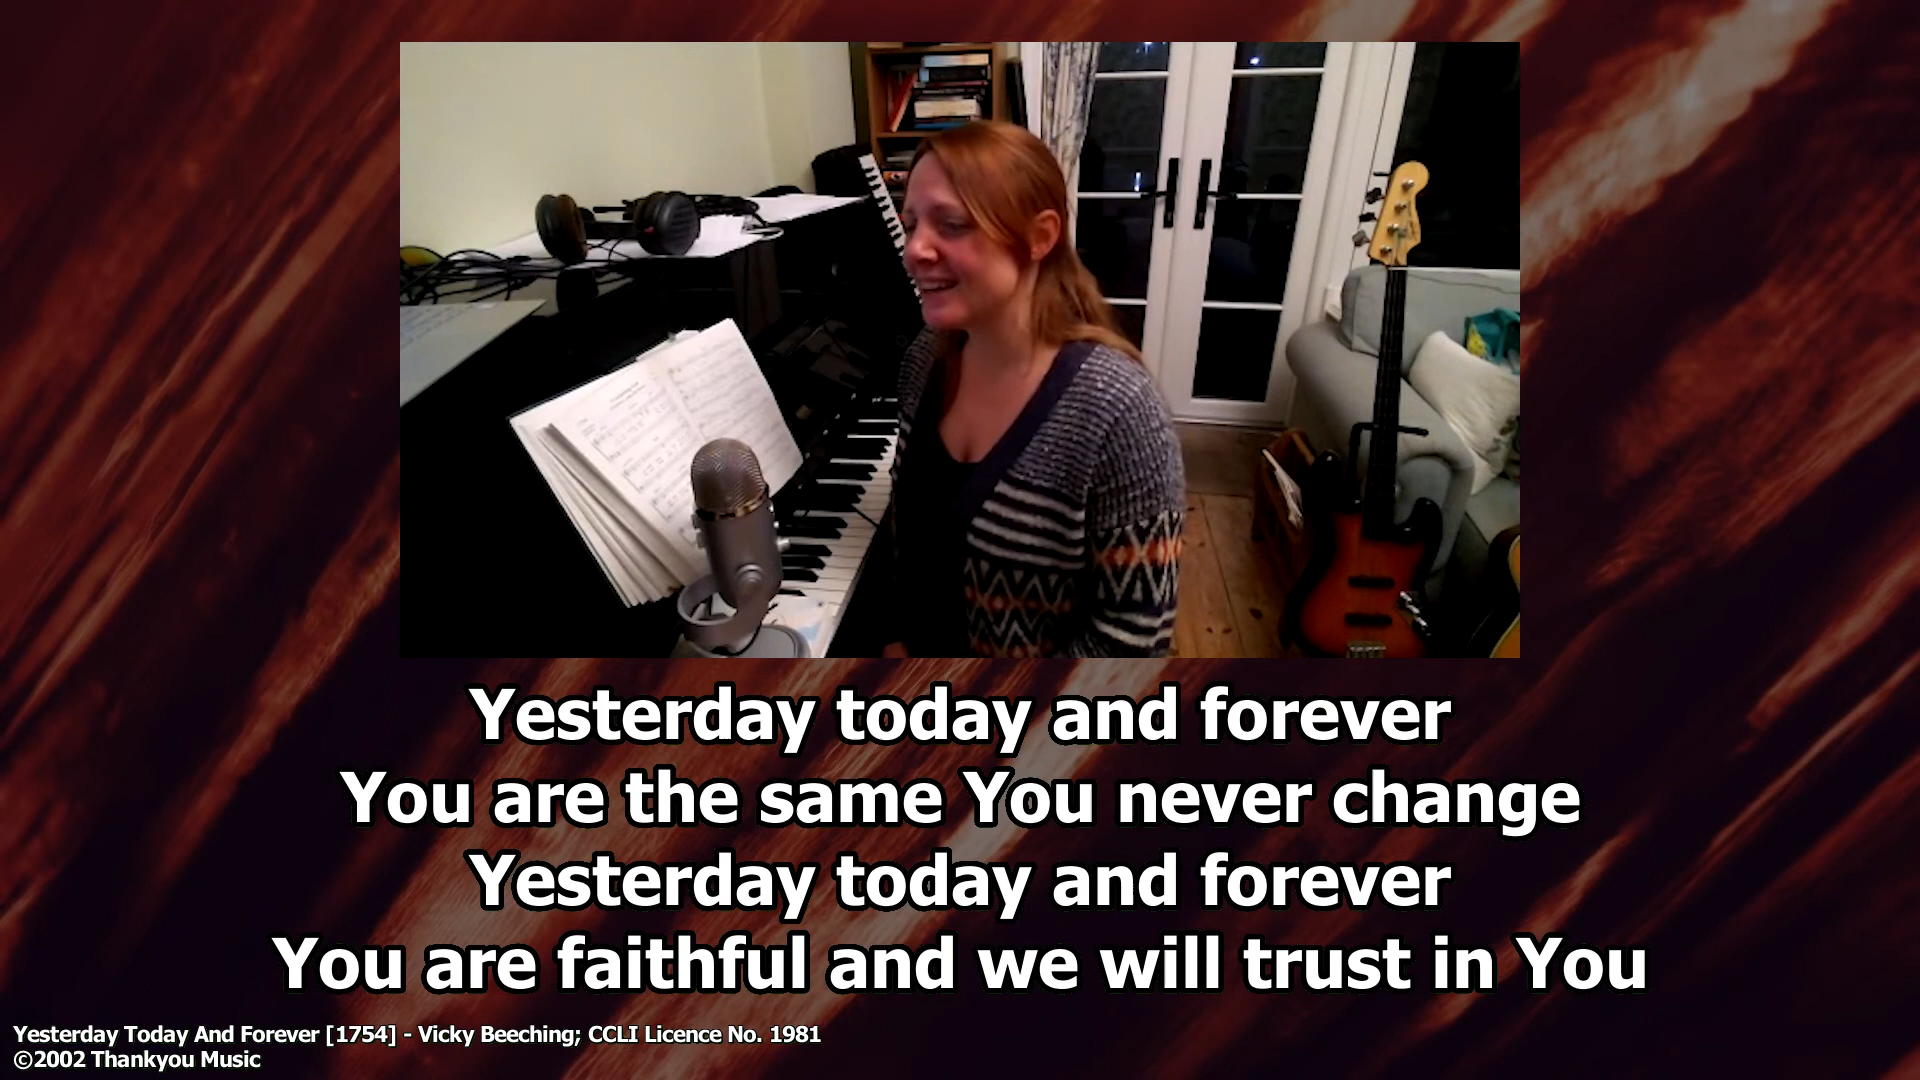 Yesterday today and forever
You are the same You never change
Yesterday today and forever
You are faithful and we will trust in You
Yesterday Today And Forever [1754] - Vicky Beeching; CCLI Licence No. 1981
©2002 Thankyou Music